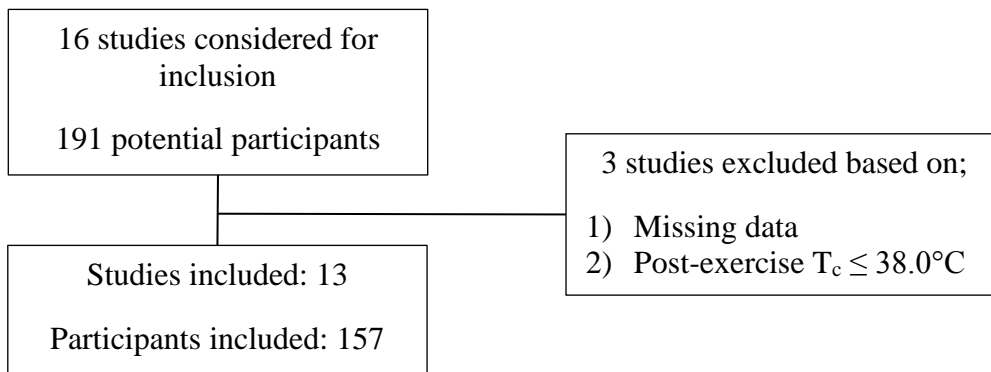 16 studies considered for
inclusion
191 potential participants
3 studies excluded based on;
1) Missing data
2) Post-exercise Tc ≤ 38.0°C
Studies included: 13
Participants included: 157